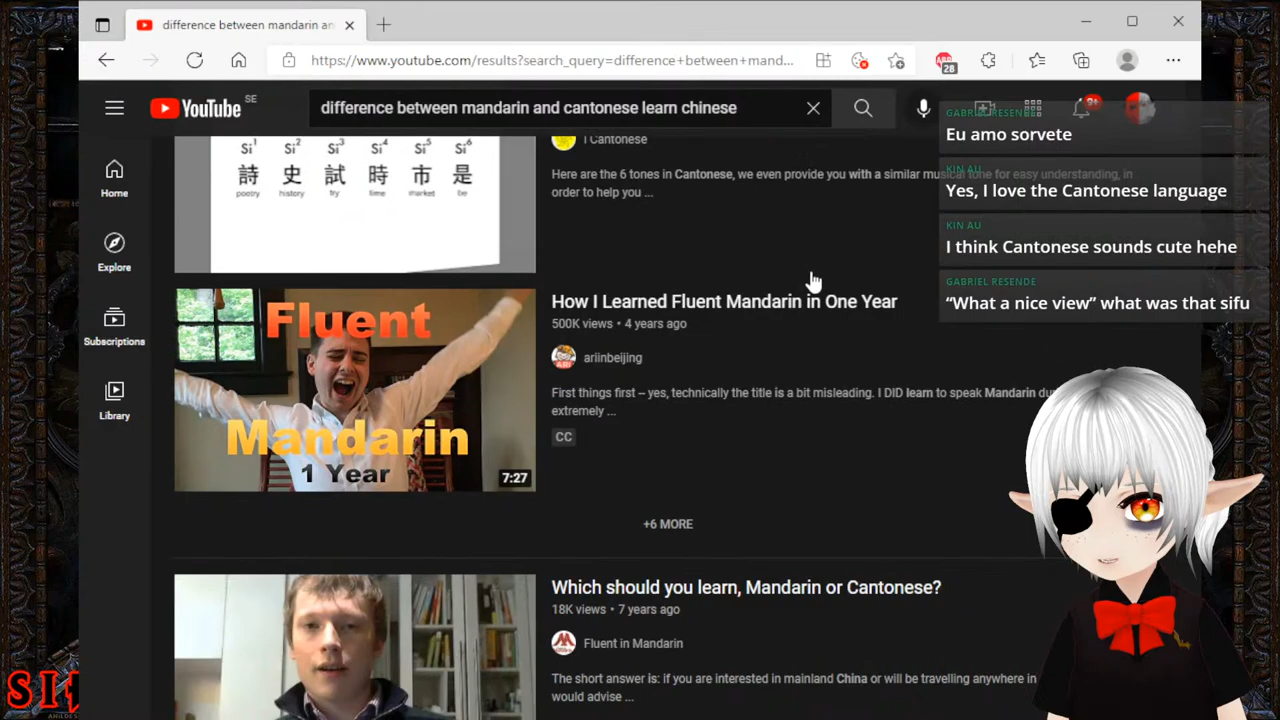 difference between mandarin an
https://www.youtube.com/results?search_query=difference+between+mand...
28
YouTube SE
difference between mandarin and cantonese learn chinese
9+
Home
Explore
Subscriptions
Library
Si¹ Si² Si³ Si⁴ Si⁵ Si⁶
詩 史 試 時 市 是
poetry history try time market be
i Cantonese
Here are the 6 tones in Cantonese, we even provide you with a similar musical tone for easy understanding, in
order to help you ...
Fluent
Mandarin
1 Year
7:27
How I Learned Fluent Mandarin in One Year
500K views • 4 years ago
ARI
ariinbeijing
First things first – yes, technically the title is a bit misleading. I DID learn to speak Mandarin du
extremely ...
CC
+6 MORE
Which should you learn, Mandarin or Cantonese?
18K views • 7 years ago
Fluent in Mandarin
The short answer is: if you are interested in mainland China or will be travelling anywhere in
would advise ...
GABRIEL RESENDE
Eu amo sorvete
KIN AU
Yes, I love the Cantonese language
KIN AU
I think Cantonese sounds cute hehe
GABRIEL RESENDE
“What a nice view” what was that sifu